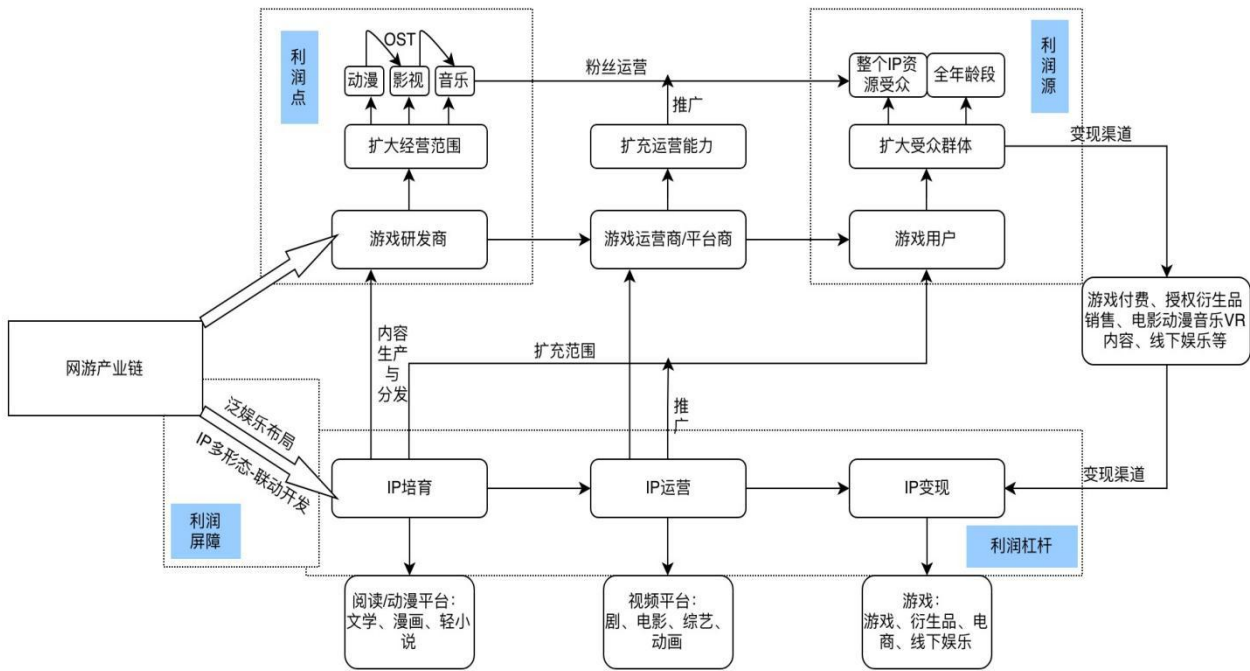 利
润
点
OST
动漫
影视
音乐
粉丝运营
推广
整个IP资
源受众
全年龄段
利
润
源
扩大经营范围
扩充运营能力
扩大受众群体
变现渠道
游戏研发商
游戏运营商/平台商
游戏用户
网游产业链
内容
生产
与
分发
扩充范围
推
广
游戏付费、授权衍生品
销售、电影动漫音乐VR
内容、线下娱乐等
泛娱乐布局
IP多形态-联动开发
IP培育
IP运营
IP变现
变现渠道
利润
屏障
利润杠杆
阅读/动漫平台:
文学、漫画、轻小
说
视频平台:
剧、电影、综艺、
动画
游戏:
游戏、衍生品、电
商、线下娱乐